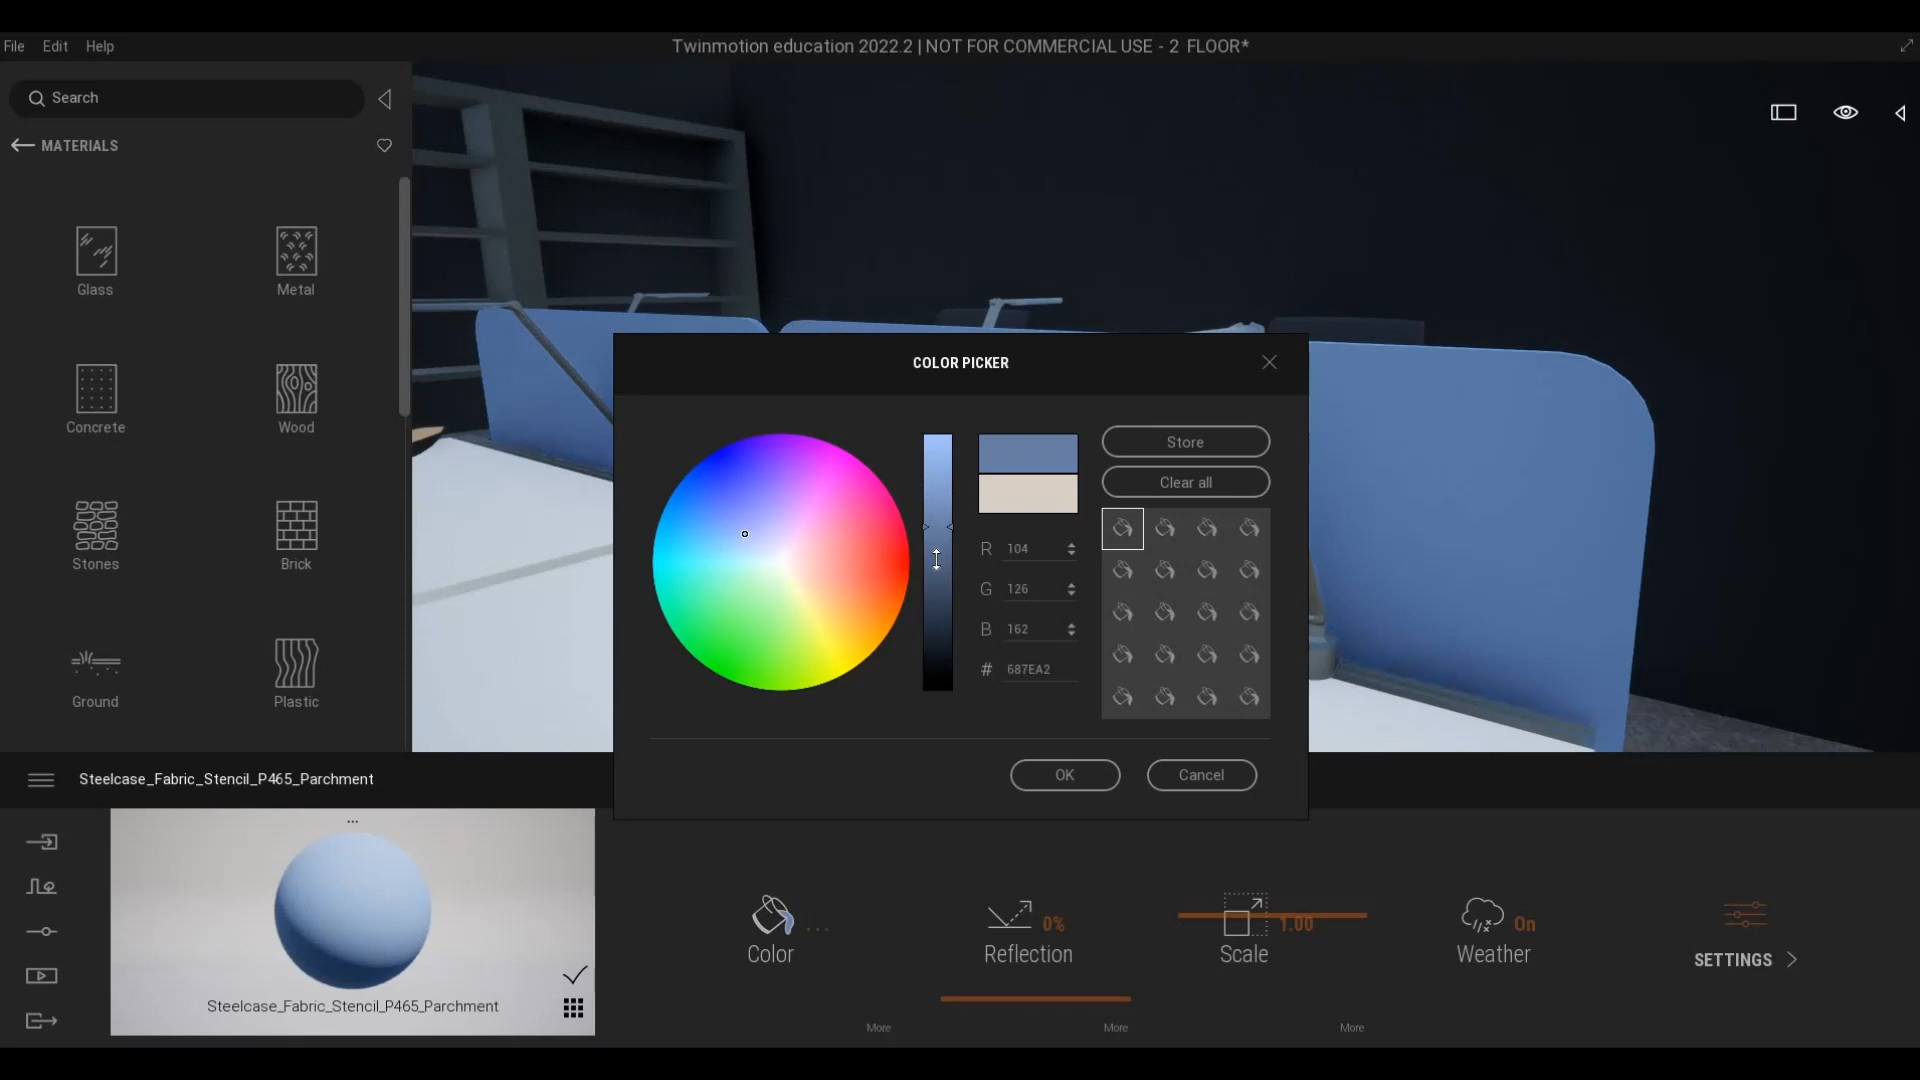 File Edit Help
Twinmotion education 2022.2 | NOT FOR COMMERCIAL USE - 2 FLOOR*
Search
MATERIALS
Glass
Metal
Concrete
Wood
Stones
Brick
Ground
Plastic
COLOR PICKER
Store
Clear all
R 104
G 126
B 162
# 687EA2
OK
Cancel
Steelcase_Fabric_Stencil_P465_Parchment
...
Steelcase_Fabric_Stencil_P465_Parchment
Color ...
Reflection 0%
Scale 1.00
Weather On
SETTINGS
More
More
More